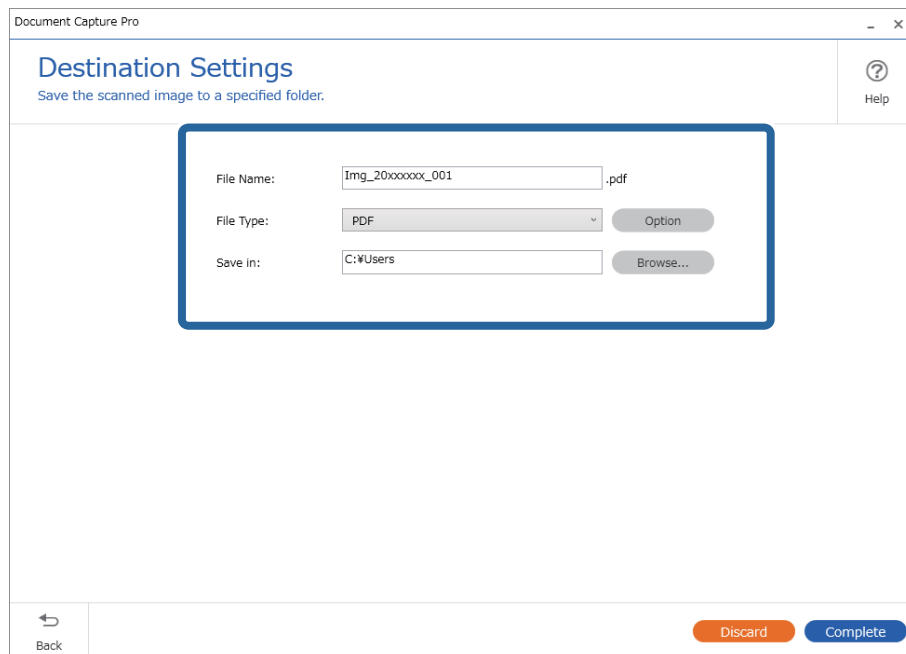 Document Capture Pro
Destination Settings
Save the scanned image to a specified folder.
Help
File Name: Img_20xxxxxx_001 .pdf
File Type: PDF Option
Save in: C:¥Users Browse...
Back
Discard Complete